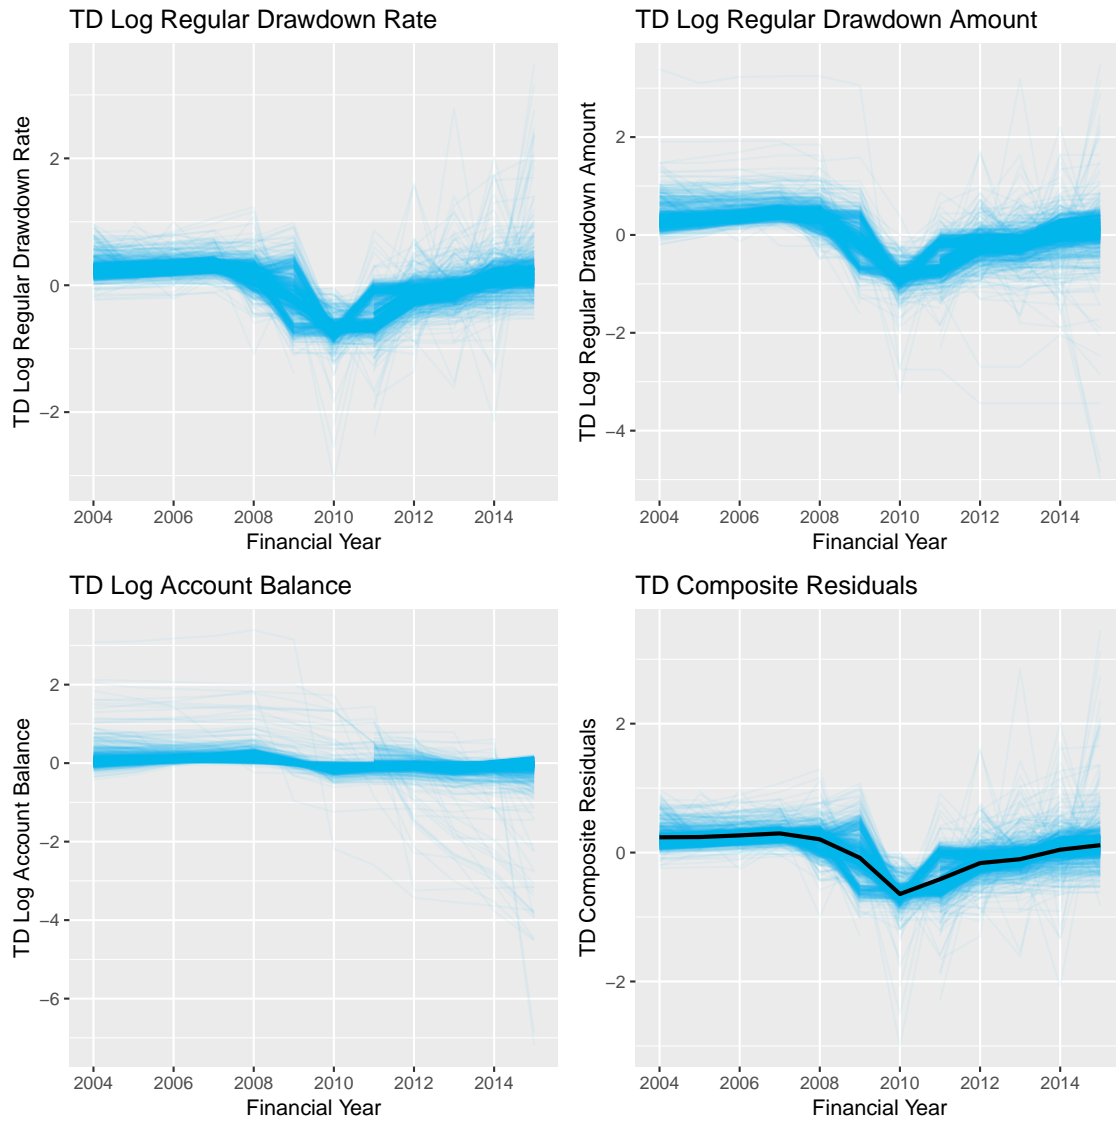 TD Log Regular Drawdown Rate
TD Log Regular Drawdown Rate
2
0
−2
2004 2006 2008 2010 2012 2014
Financial Year
TD Log Regular Drawdown Amount
TD Log Regular Drawdown Amount
2
0
−2
−4
2004 2006 2008 2010 2012 2014
Financial Year
TD Log Account Balance
TD Log Account Balance
2
0
−2
−4
−6
2004 2006 2008 2010 2012 2014
Financial Year
TD Composite Residuals
TD Composite Residuals
2
0
−2
2004 2006 2008 2010 2012 2014
Financial Year